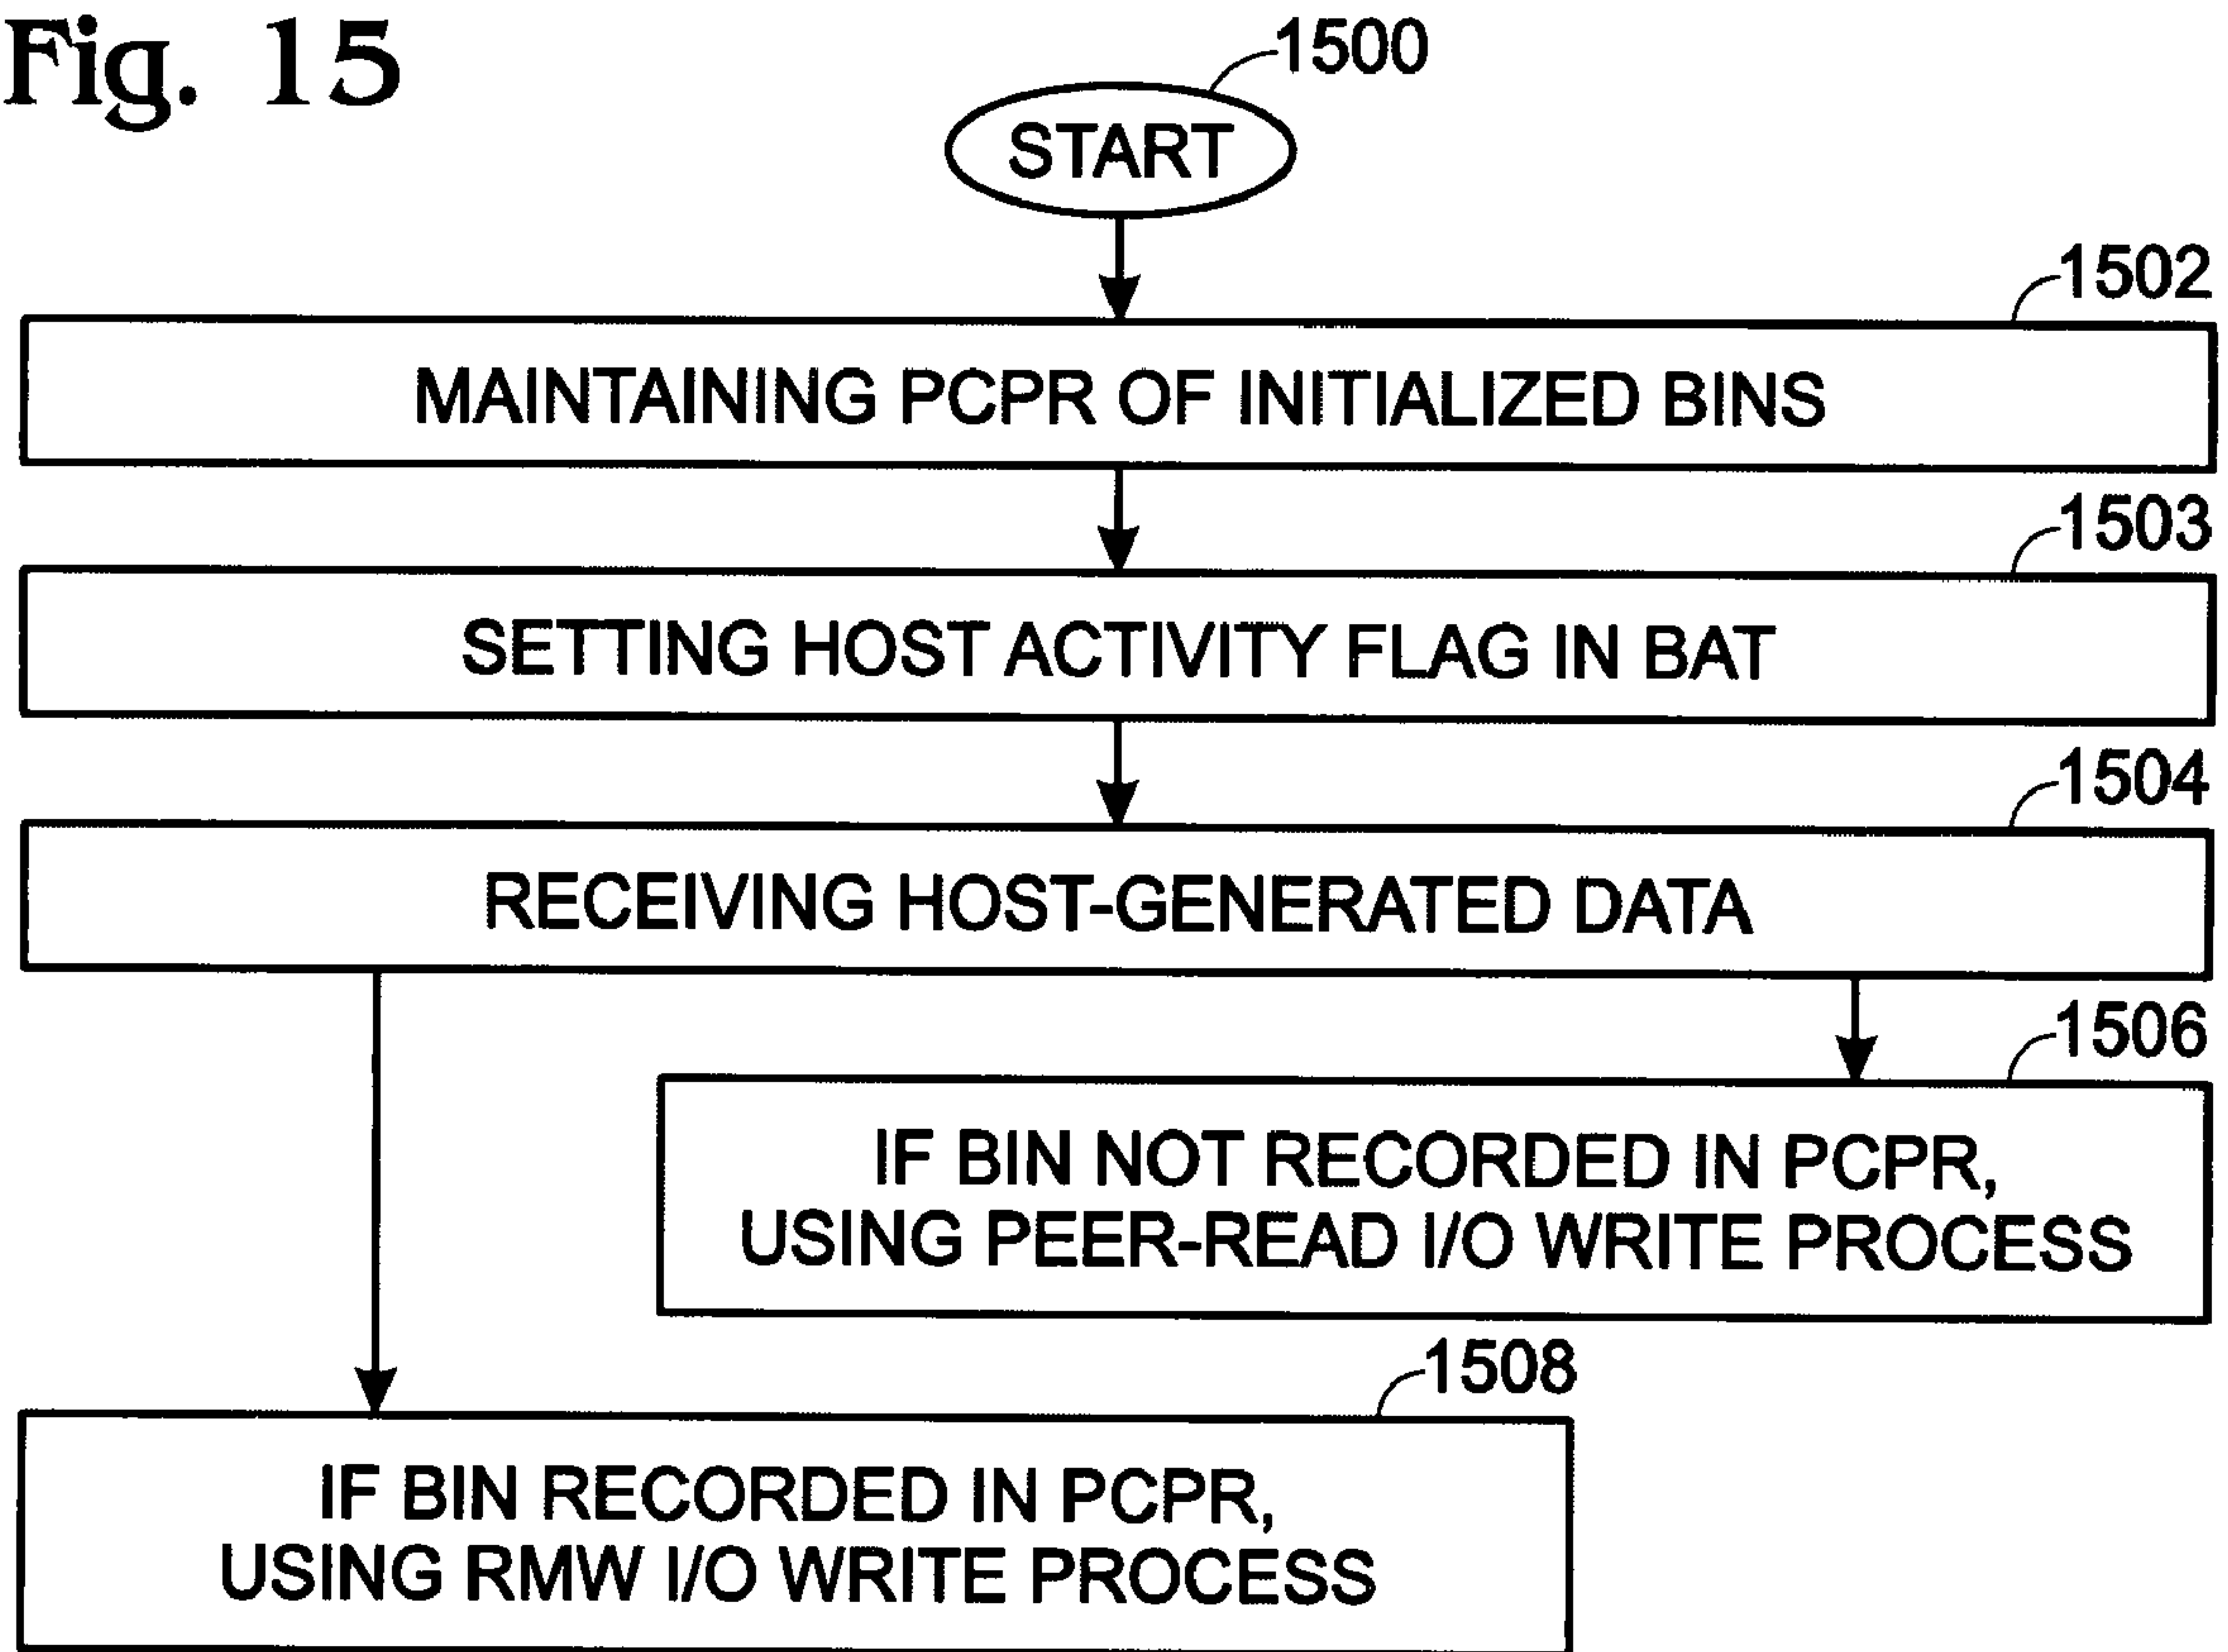 Fig. 15
1500
START
1502
MAINTAINING PCPR OF INITIALIZED BINS
1503
SETTING HOST ACTIVITY FLAG IN BAT
1504
RECEIVING HOST-GENERATED DATA
1506
IF BIN NOT RECORDED IN PCPR,
USING PEER-READ I/O WRITE PROCESS
1508
IF BIN RECORDED IN PCPR,
USING RMW I/O WRITE PROCESS